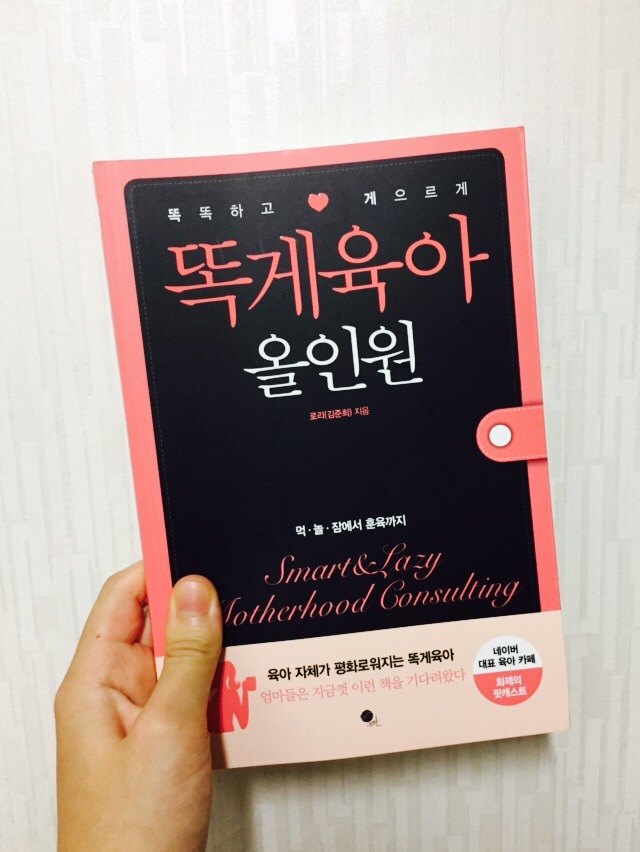 똑똑하고 게으르게
똑게육아
올인원
로리(김준희) 지음
먹·놀·잠에서 훈육까지
Smart&Lazy
Motherhood Consulting
육아 자체가 평화로워지는 똑게육아
엄마들은 지금껏 이런 책을 기다려왔다
네이버
대표 육아 카페
화제의
팟캐스트